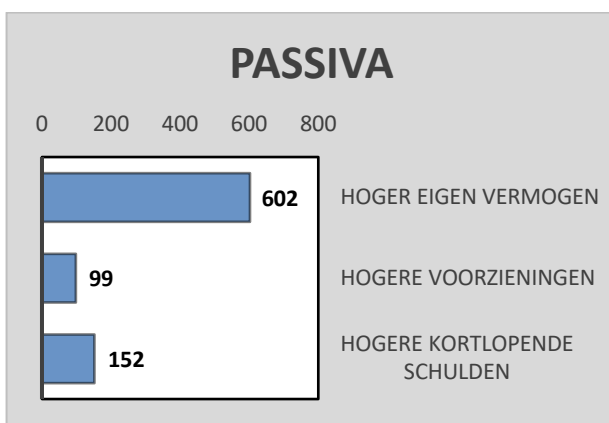 PASSIVA
0 200 400 600 800
602 HOGER EIGEN VERMOGEN
99 HOGERE VOORZIENINGEN
152 HOGERE KORTLOPENDE
SCHULDEN